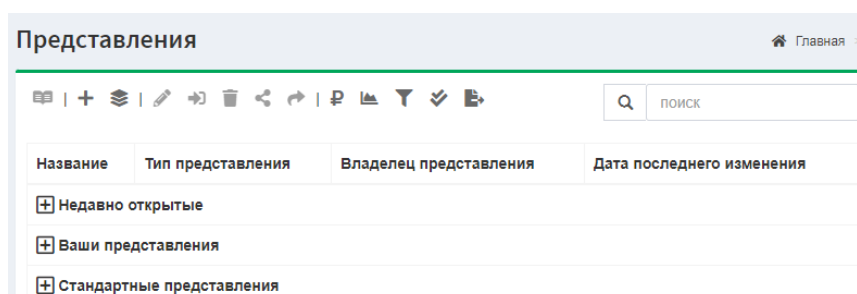 Представления
Главная
поиск
Название Тип представления Владелец представления Дата последнего изменения
Недавно открытые
Ваши представления
Стандартные представления